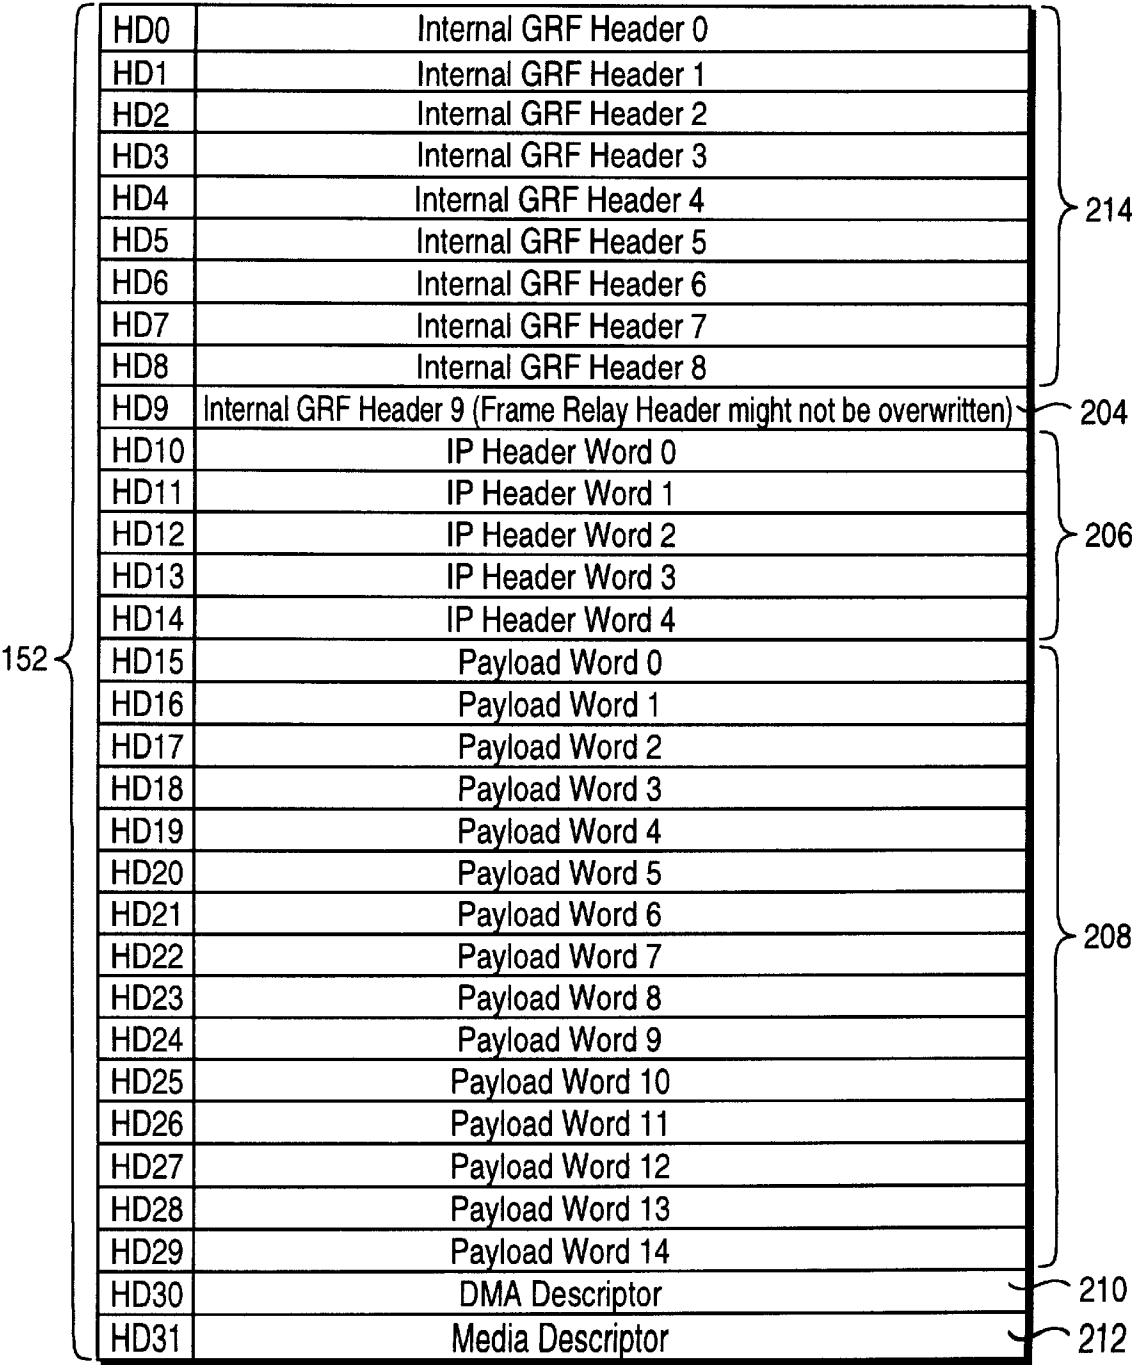 HD0 Internal GRF Header 0
HD1 Internal GRF Header 1
HD2 Internal GRF Header 2
HD3 Internal GRF Header 3
HD4 Internal GRF Header 4 214
HD5 Internal GRF Header 5
HD6 Internal GRF Header 6
HD7 Internal GRF Header 7
HD8 Internal GRF Header 8
HD9 Internal GRF Header 9 (Frame Relay Header might not be overwritten) 204
HD10 IP Header Word 0
HD11 IP Header Word 1
HD12 IP Header Word 2 206
HD13 IP Header Word 3
HD14 IP Header Word 4
152 HD15 Payload Word 0
HD16 Payload Word 1
HD17 Payload Word 2
HD18 Payload Word 3
HD19 Payload Word 4
HD20 Payload Word 5
HD21 Payload Word 6
HD22 Payload Word 7 208
HD23 Payload Word 8
HD24 Payload Word 9
HD25 Payload Word 10
HD26 Payload Word 11
HD27 Payload Word 12
HD28 Payload Word 13
HD29 Payload Word 14
HD30 DMA Descriptor 210
HD31 Media Descriptor 212